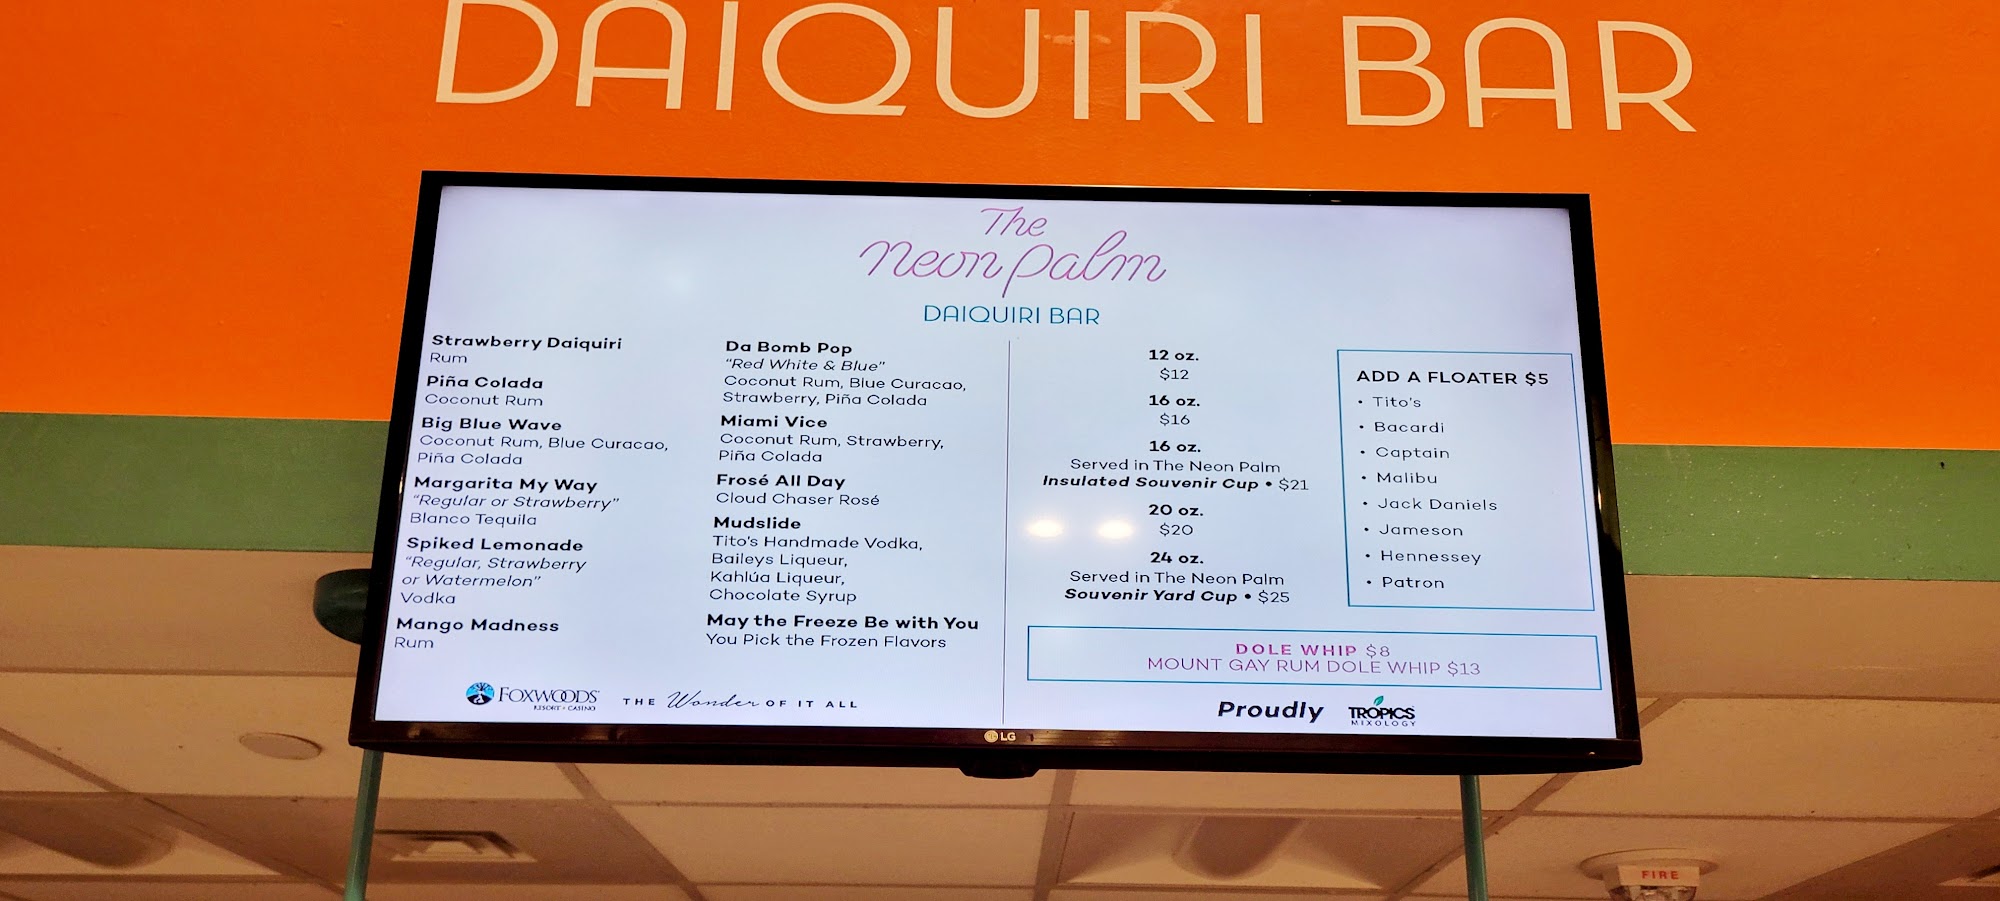 DAIQUIRI BAR
The
Neon Palm
DAIQUIRI BAR
Strawberry Daiquiri
Rum
Piña Colada
Coconut Rum
Big Blue Wave
Coconut Rum, Blue Curacao,
Piña Colada
Margarita My Way
"Regular or Strawberry"
Blanco Tequila
Spiked Lemonade
"Regular, Strawberry
or Watermelon"
Vodka
Mango Madness
Rum
Da Bomb Pop
"Red White & Blue"
Coconut Rum, Blue Curacao,
Strawberry, Piña Colada
Miami Vice
Coconut Rum, Strawberry,
Piña Colada
Frosé All Day
Cloud Chaser Rosé
Mudslide
Tito's Handmade Vodka,
Baileys Liqueur,
Kahlúa Liqueur,
Chocolate Syrup
May the Freeze Be with You
You Pick the Frozen Flavors
FOXWOODS
RESORT • CASINO
THE Wonder OF IT ALL
12 oz.
$12
16 oz.
$16
16 oz.
Served in The Neon Palm
Insulated Souvenir Cup • $21
20 oz.
$20
24 oz.
Served in The Neon Palm
Souvenir Yard Cup • $25
ADD A FLOATER $5
• Tito's
• Bacardi
• Captain
• Malibu
• Jack Daniels
• Jameson
• Hennessey
• Patron
DOLE WHIP $8
MOUNT GAY RUM DOLE WHIP $13
Proudly
TROPICS
MIXOLOGY
LG
FIRE